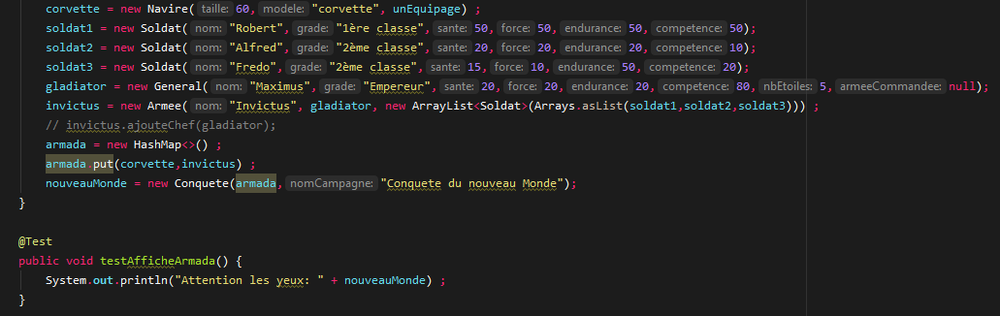 corvette = new Navire( taille: 60, modele: "corvette", unEquipage) ;
soldat1 = new Soldat( nom: "Robert", grade: "1ère classe", sante: 50, force: 50, endurance: 50, competence: 50);
soldat2 = new Soldat( nom: "Alfred", grade: "2ème classe", sante: 20, force: 20, endurance: 20, competence: 10);
soldat3 = new Soldat( nom: "Fredo", grade: "2ème classe", sante: 15, force: 10, endurance: 50, competence: 20);
gladiator = new General( nom: "Maximus", grade: "Empereur", sante: 20, force: 20, endurance: 20, competence: 80, nbEtoiles: 5, armeeCommandee: null);
invictus = new Armee( nom: "Invictus", gladiator, new ArrayList<Soldat>(Arrays.asList(soldat1,soldat2,soldat3))) ;
// invictus.ajouteChef(gladiator);
armada = new HashMap<>() ;
armada.put(corvette,invictus) ;
nouveauMonde = new Conquete(armada, nomCampagne: "Conquete du nouveau Monde");
}
@Test
public void testAfficheArmada() {
System.out.println("Attention les yeux: " + nouveauMonde) ;
}